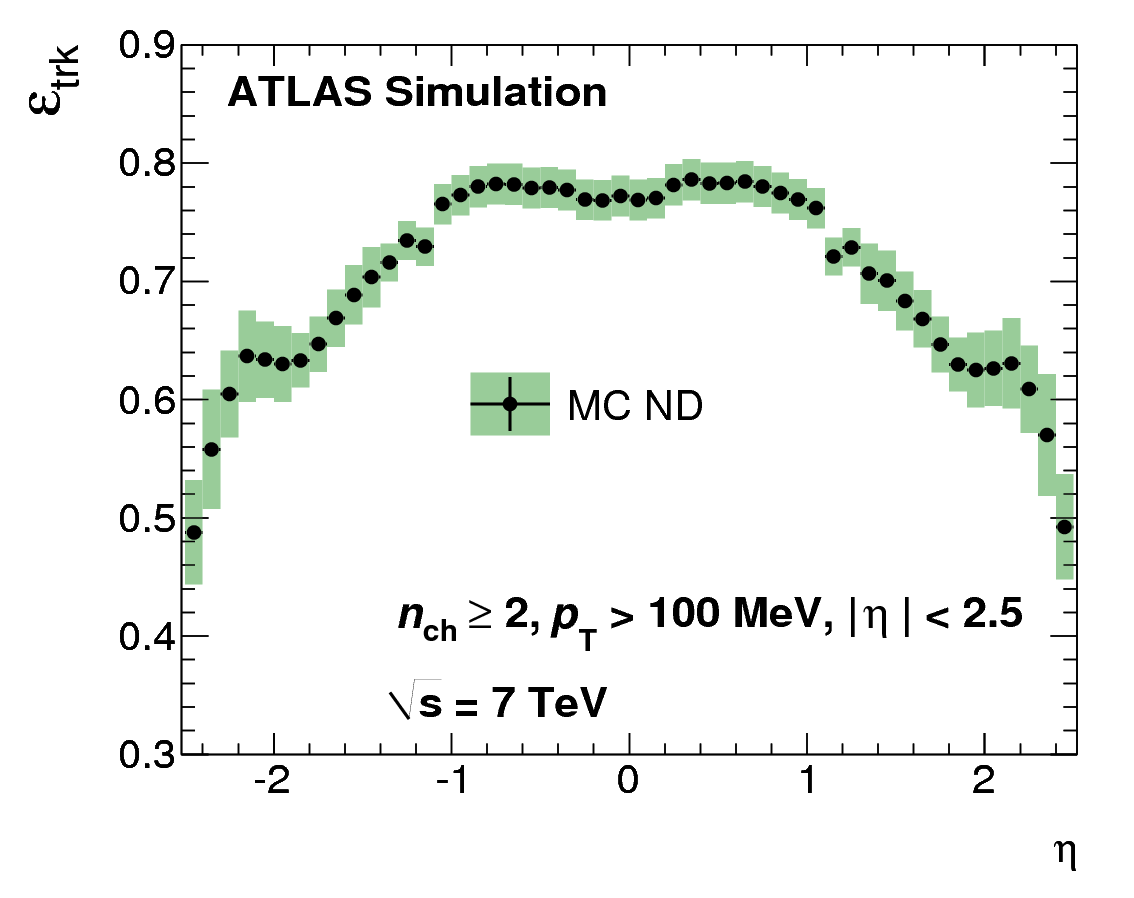 ε_trk
0.9
0.8
0.7
0.6
0.5
0.4
0.3
ATLAS Simulation
MC ND
n_ch ≥ 2, p_T > 100 MeV, | η | < 2.5
√s = 7 TeV
-2 -1 0 1 2
η